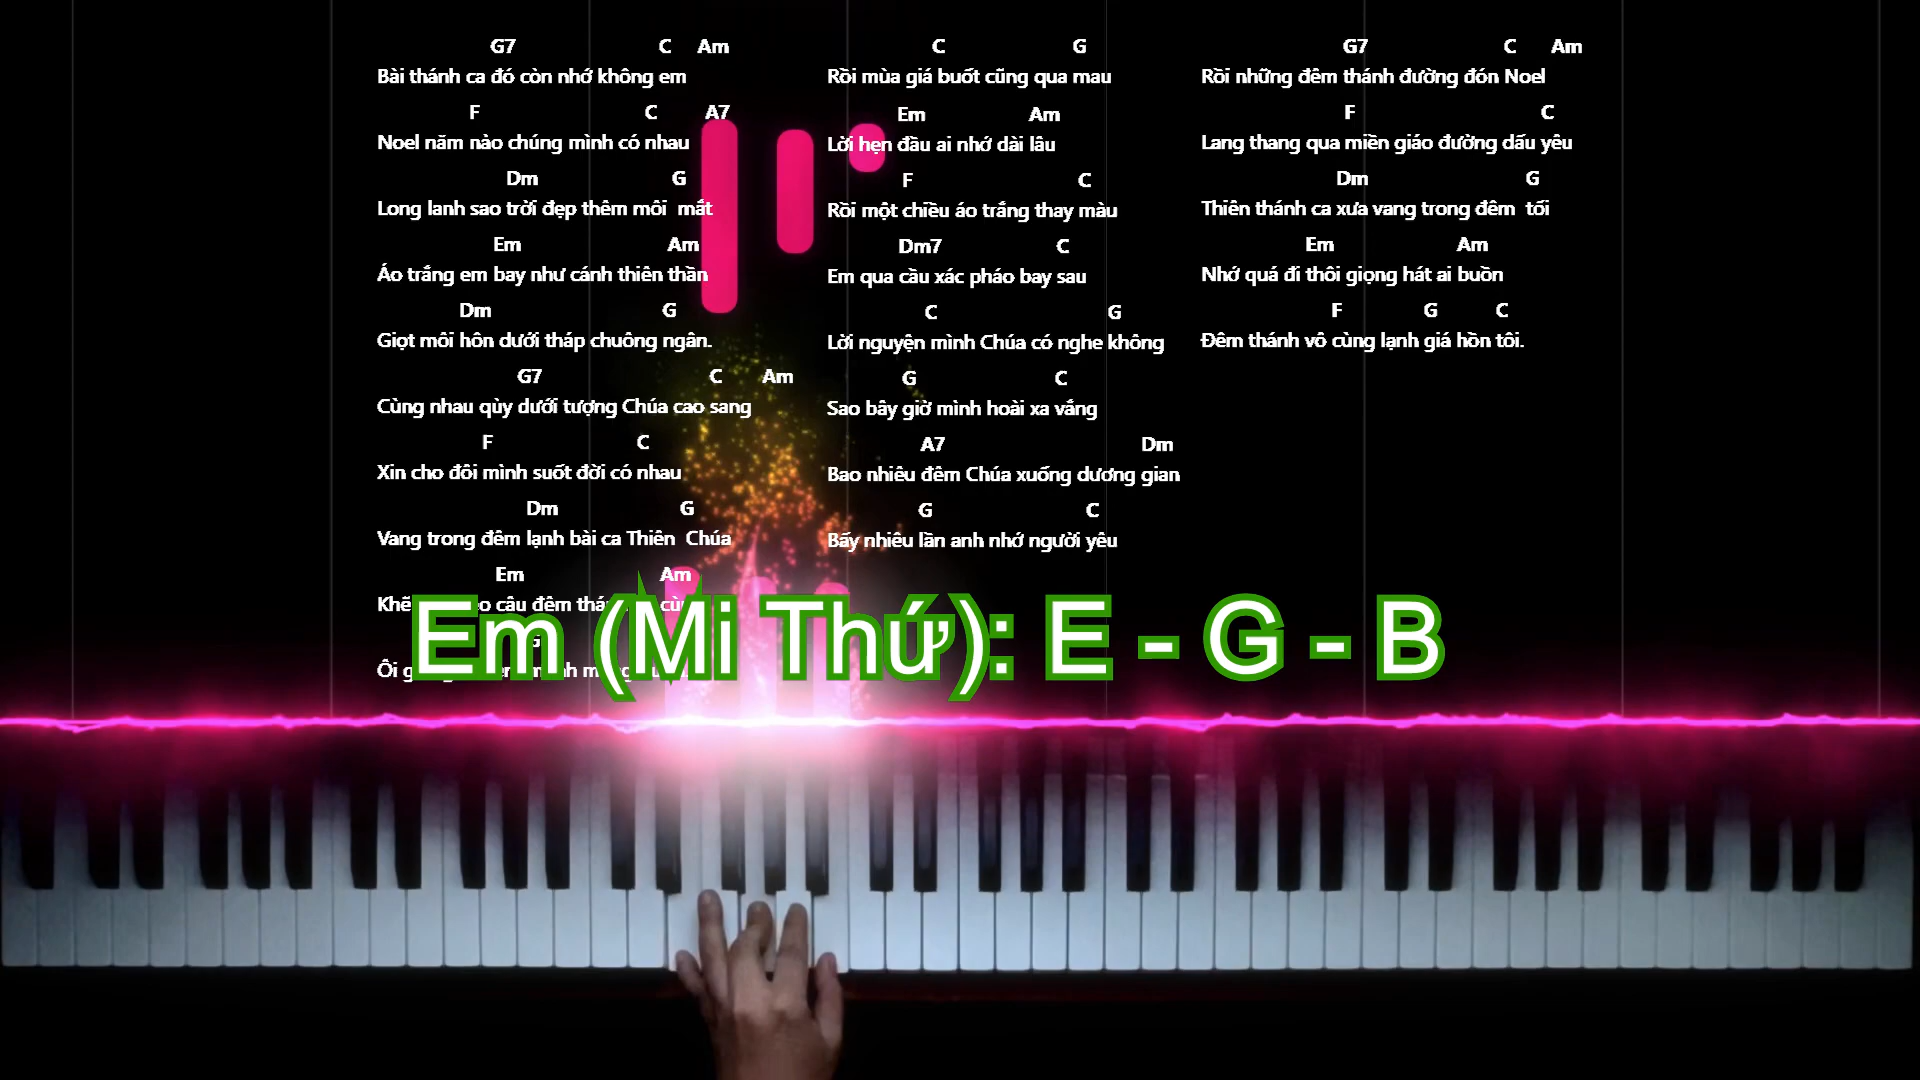 G7 C Am
Bài thánh ca đó còn nhớ không em
F C A7
Noel năm nào chúng mình có nhau
Dm G
Long lanh sao trời đẹp thêm môi mắt
Em Am
Áo trắng em bay như cánh thiên thần
Dm G
Giọt môi hôn dưới tháp chuông ngân.
G7 C Am
Cùng nhau qùy dưới tượng Chúa cao sang
F C
Xin cho đôi mình suốt đời có nhau
Dm G
Vang trong đêm lạnh bài ca Thiên Chúa
Em Am
Khẽ câu đêm
Ôi
C G
Rồi mùa giá buốt cũng qua mau
Em Am
Lời hẹn đầu ai nhớ dài lâu
F C
Rồi một chiều áo trắng thay màu
Dm7 C
Em qua cầu xác pháo bay sau
C G
Lời nguyện mình Chúa có nghe không
G C
Sao bây giờ mình hoài xa vắng
A7 Dm
Bao nhiêu đêm Chúa xuống dương gian
G C
Bấy nhiêu lần anh nhớ người yêu
G7 C Am
Rồi những đêm thánh đường đón Noel
F C
Lang thang qua miền giáo đường dấu yêu
Dm G
Thiên thánh ca xưa vang trong đêm tối
Em Am
Nhớ quá đi thôi giọng hát ai buồn
F G C
Đêm thánh vô cùng lạnh giá hồn tôi.
Em (Mi Thứ): E - G - B